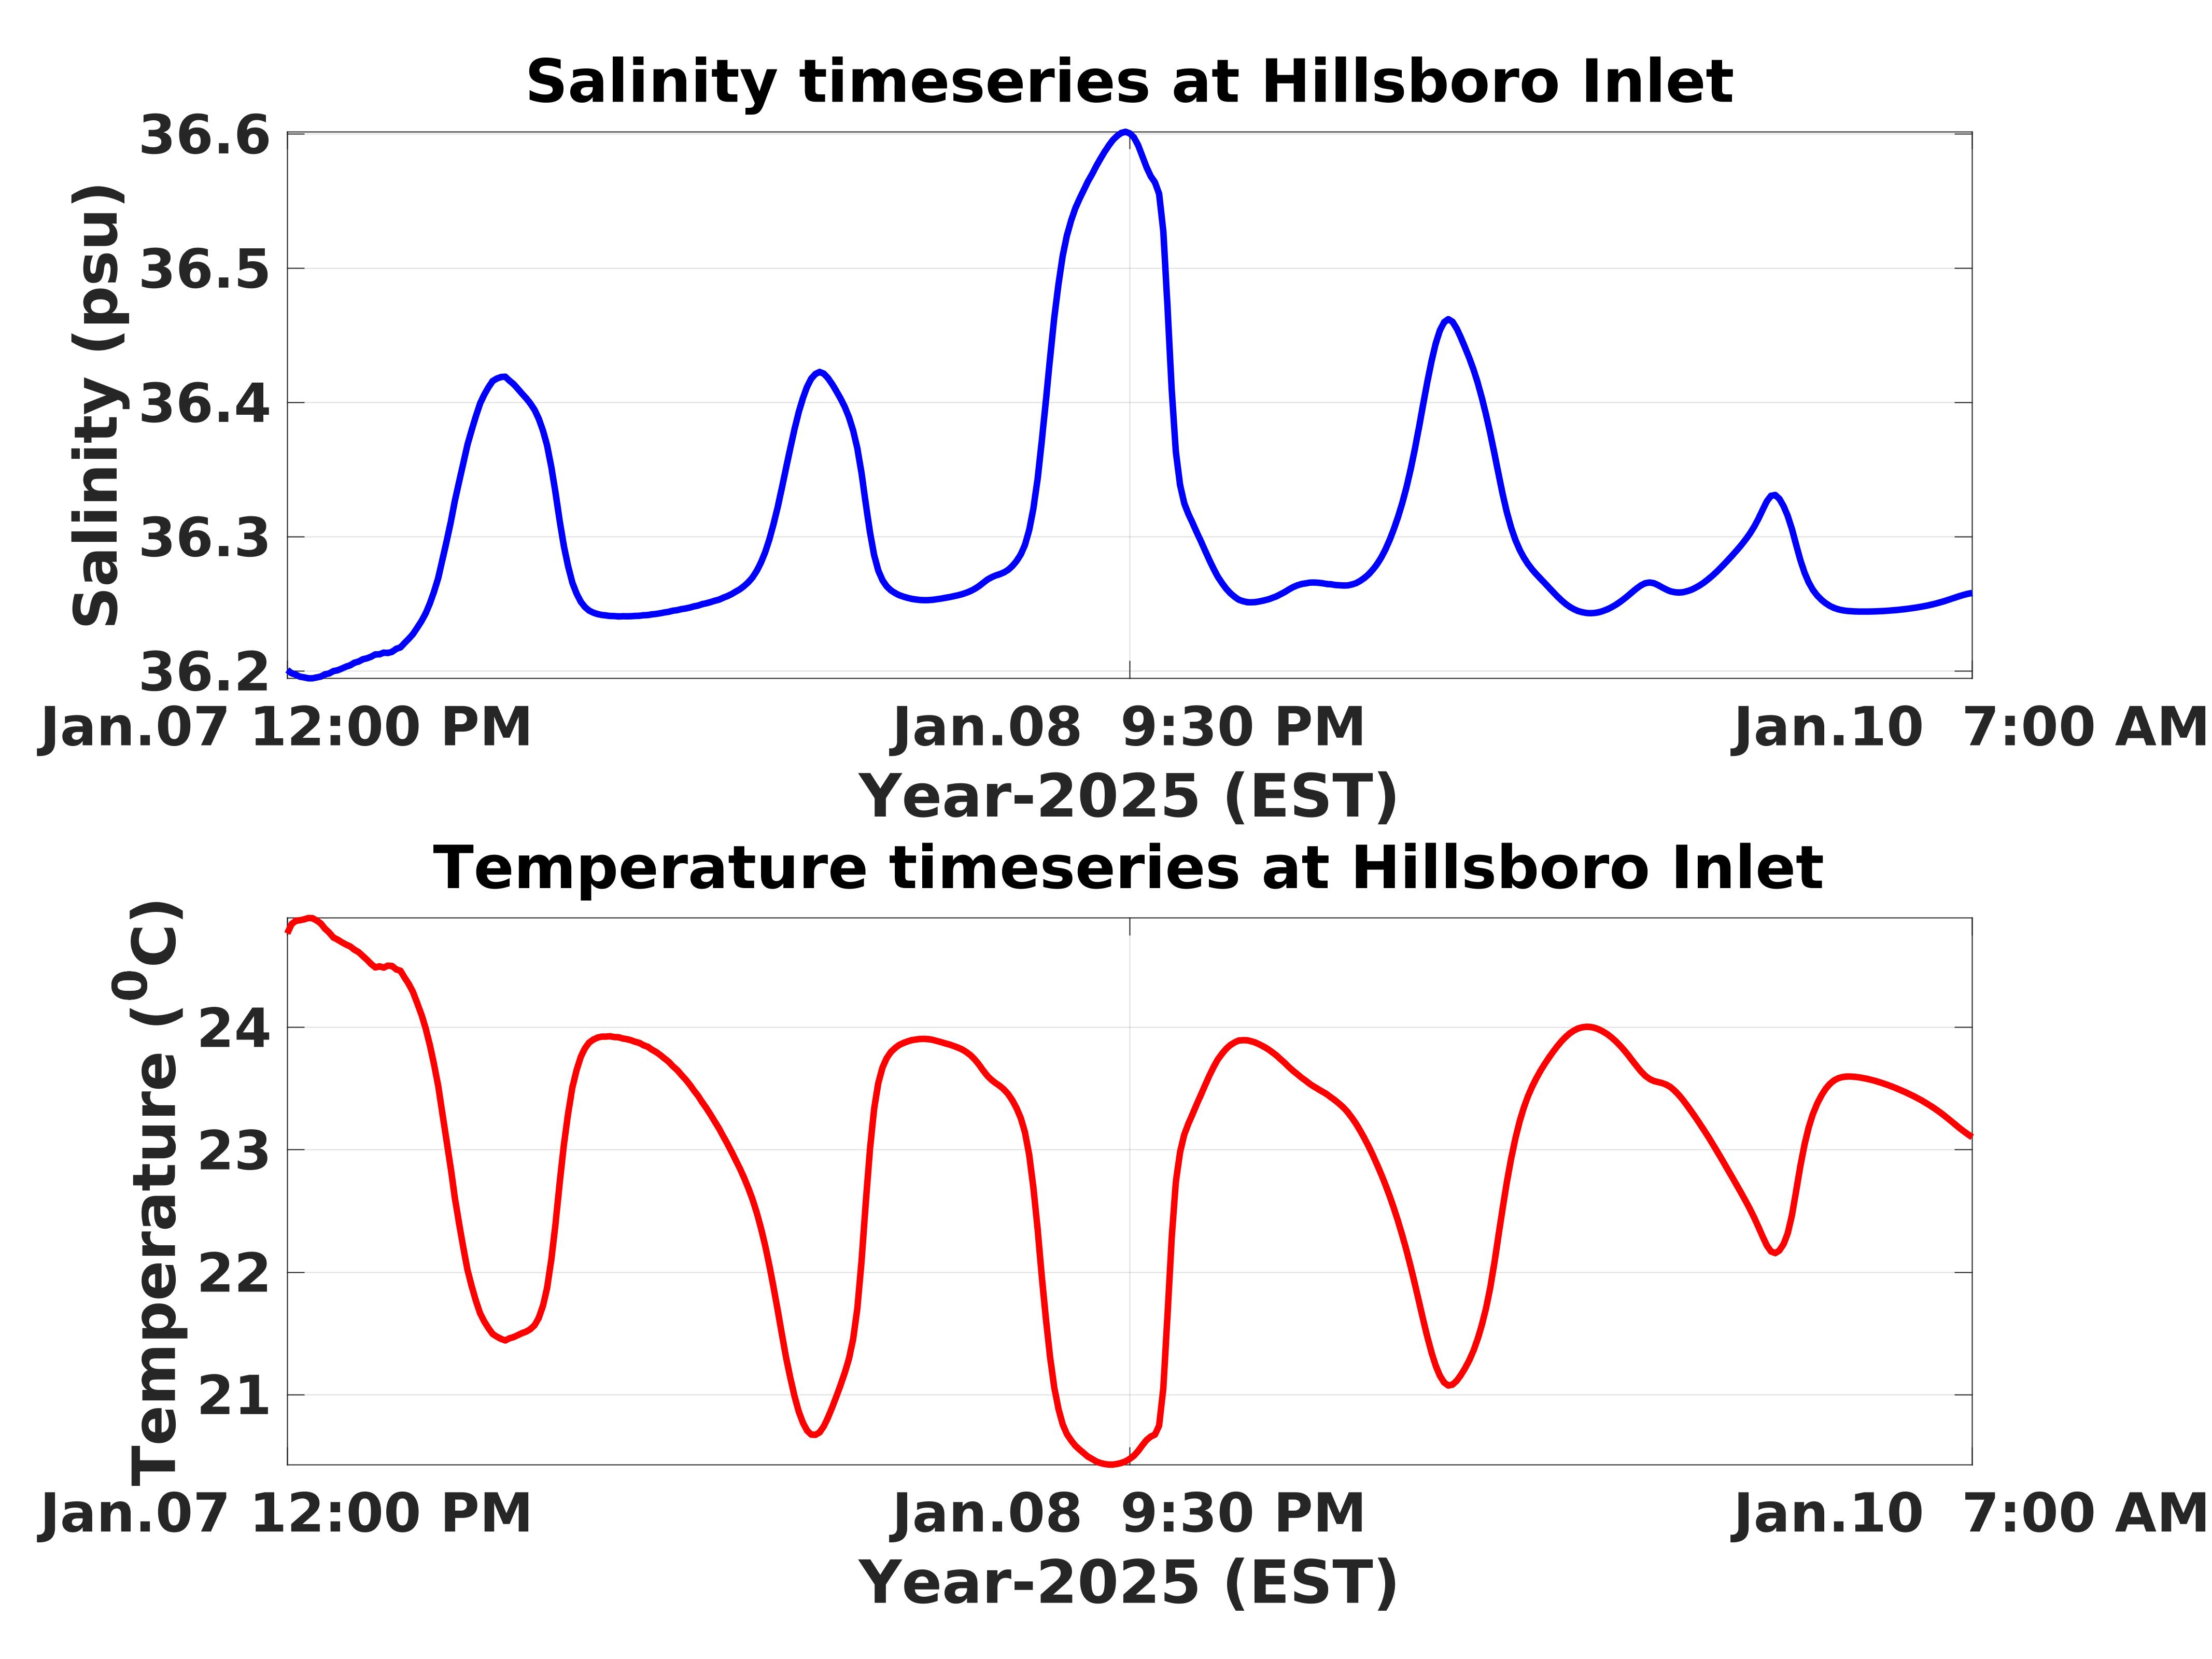 Salinity timeseries at Hillsboro Inlet
Salinity (psu)
36.6
36.5
36.4
36.3
36.2
Jan.07 12:00 PM
Jan.08  9:30 PM
Jan.10  7:00 AM
Year-2025 (EST)
Temperature timeseries at Hillsboro Inlet
Temperature (⁰C)
24
23
22
21
Jan.07 12:00 PM
Jan.08  9:30 PM
Jan.10  7:00 AM
Year-2025 (EST)